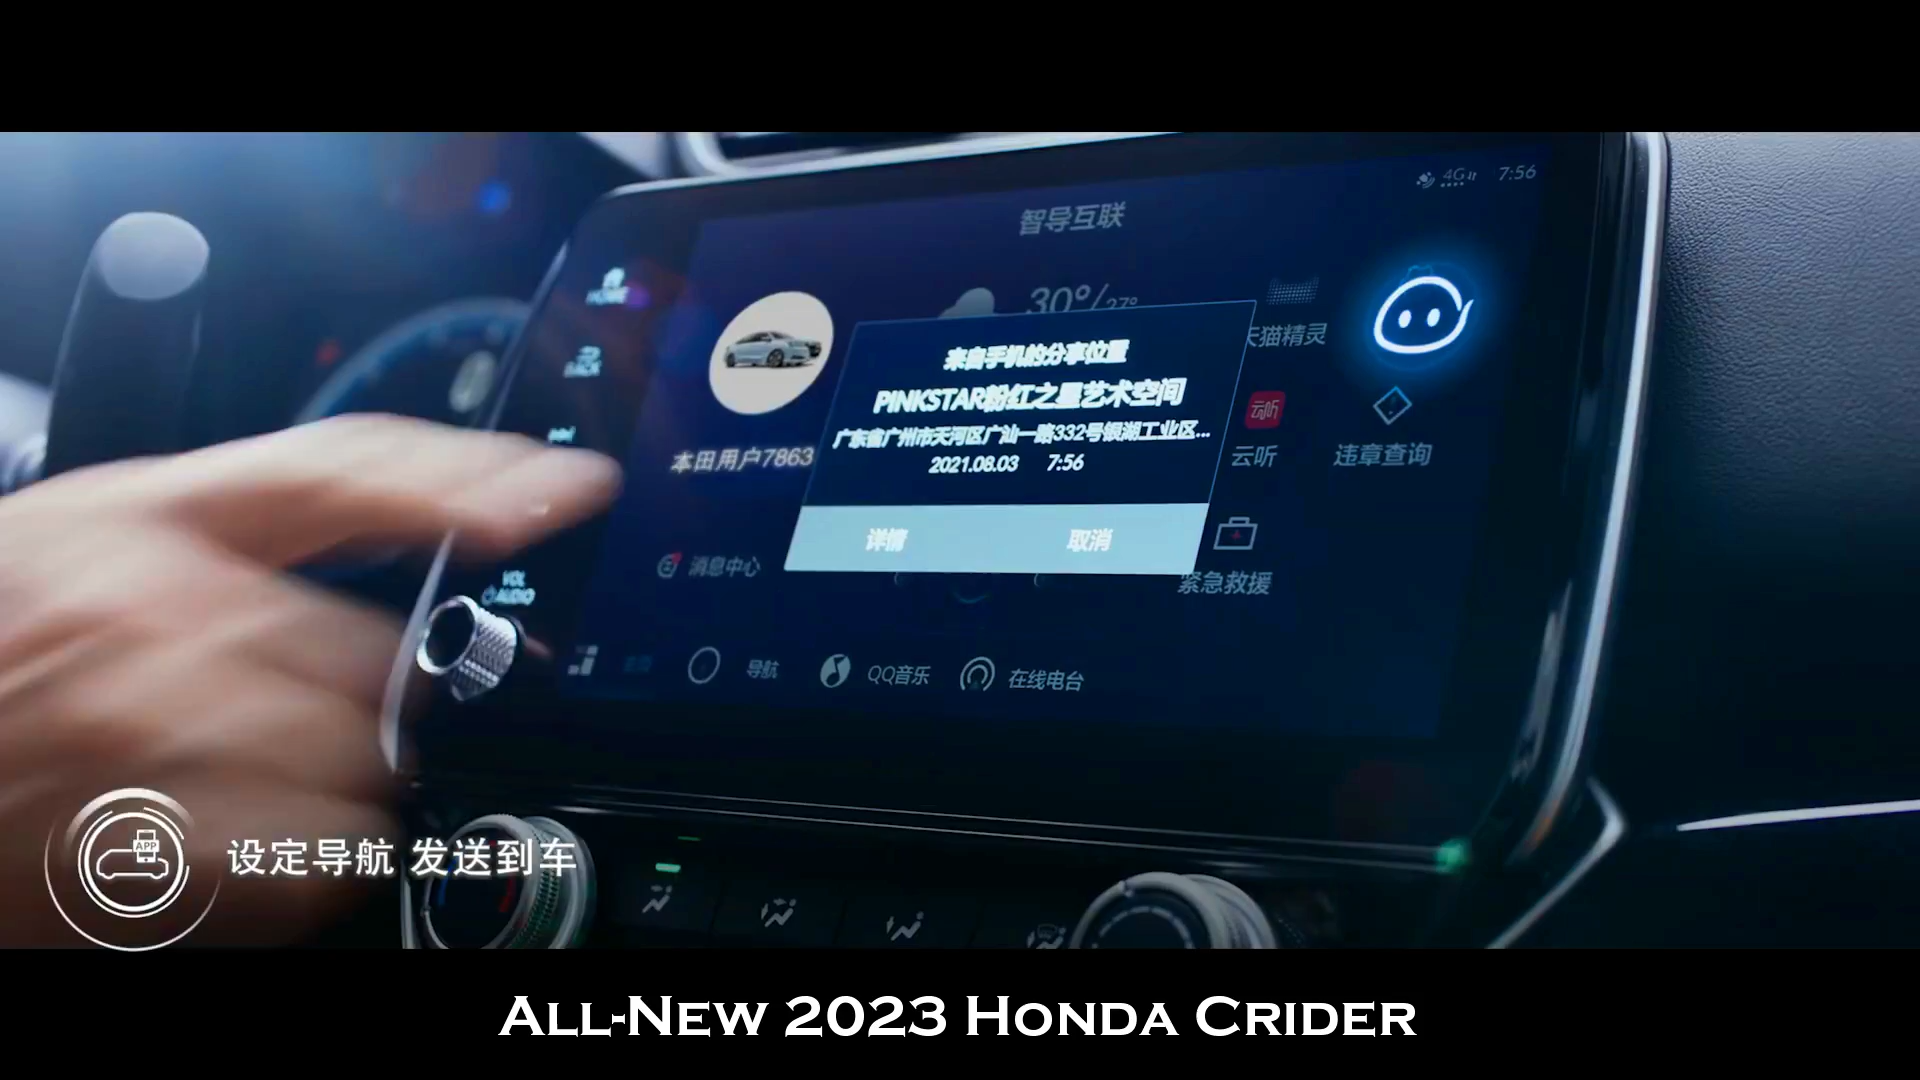 4G 7:56
智导互联
HOME
30°/27°
天猫精灵
BACK
来自手机的分享位置
PINKSTAR粉红之星艺术空间
广东省广州市天河区广汕一路332号银湖工业区...
2021.08.03 7:56
本田用户7863
云听
云听
违章查询
详情 取消
消息中心
紧急救援
VOL
AUDIO
导航 QQ音乐 在线电台
APP
设定导航 发送到车
ALL-NEW 2023 HONDA CRIDER